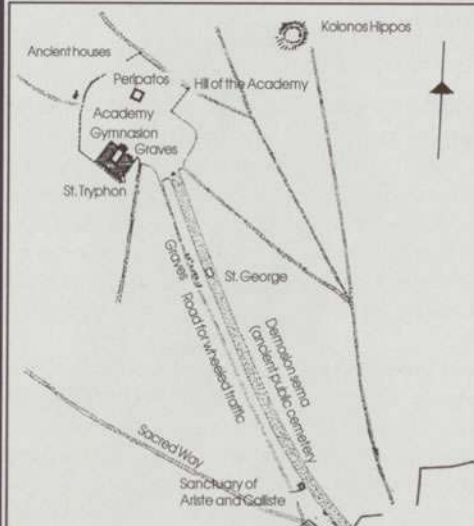 Kolonos Hippos
Ancient houses
Peripatos
Hill of the Academy
Academy
Gymnasion
Graves
St. Tryphon
St. George
Graves
Road for wheeled traffic
Demosion sema
(ancient public cemetery
Sacred Way
Sanctuary of
Ariste and Calliste